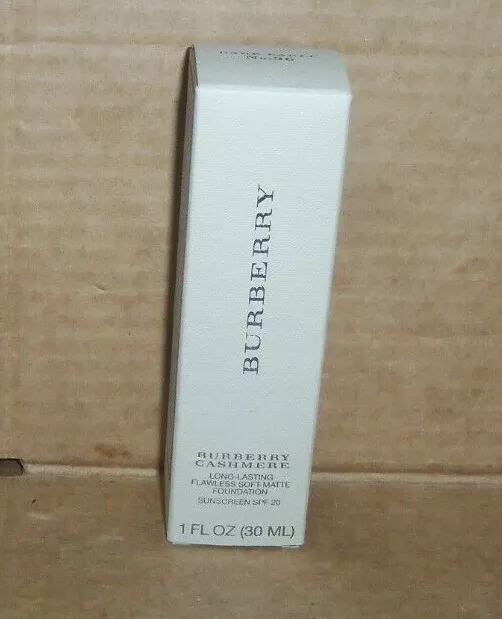 BURBERRY
BURBERRY
CASHMERE
LONG-LASTING
FLAWLESS SOFT-MATTE
FOUNDATION
SUNSCREEN SPF 20
1 FL OZ (30 ML)